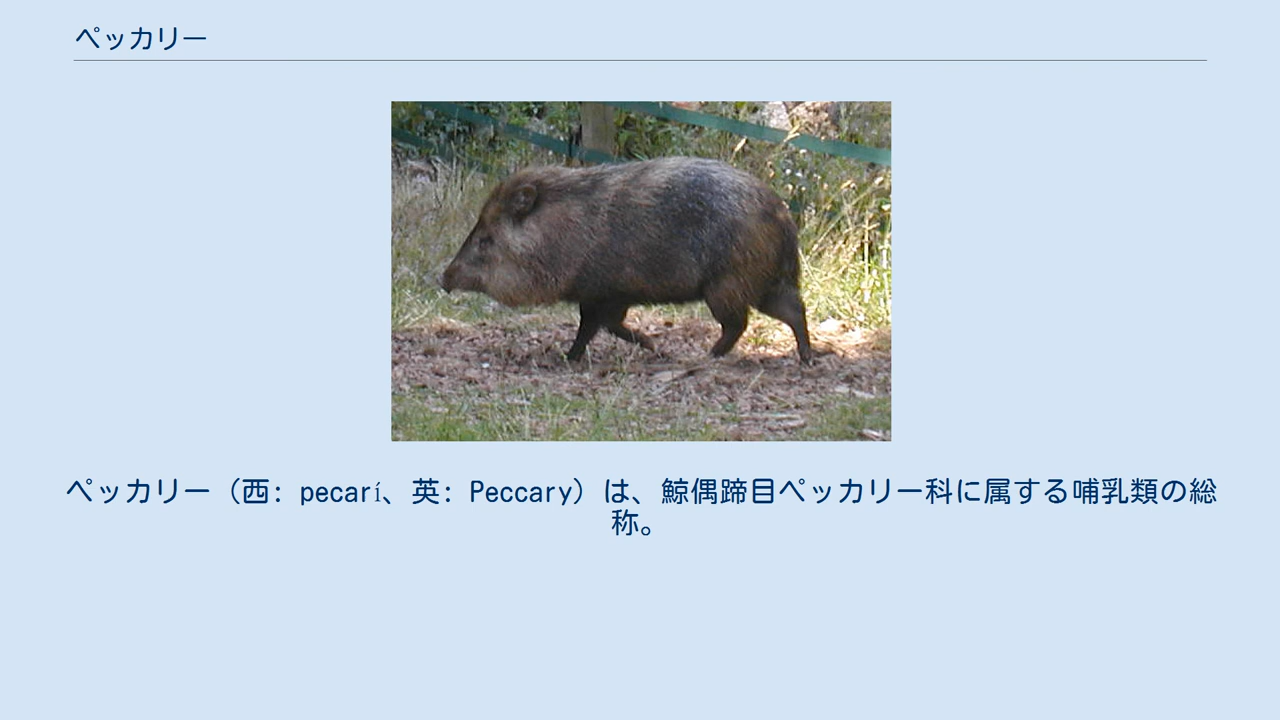 ペッカリー
ペッカリー（西: pecarí、英: Peccary）は、鯨偶蹄目ペッカリー科に属する哺乳類の総
称。